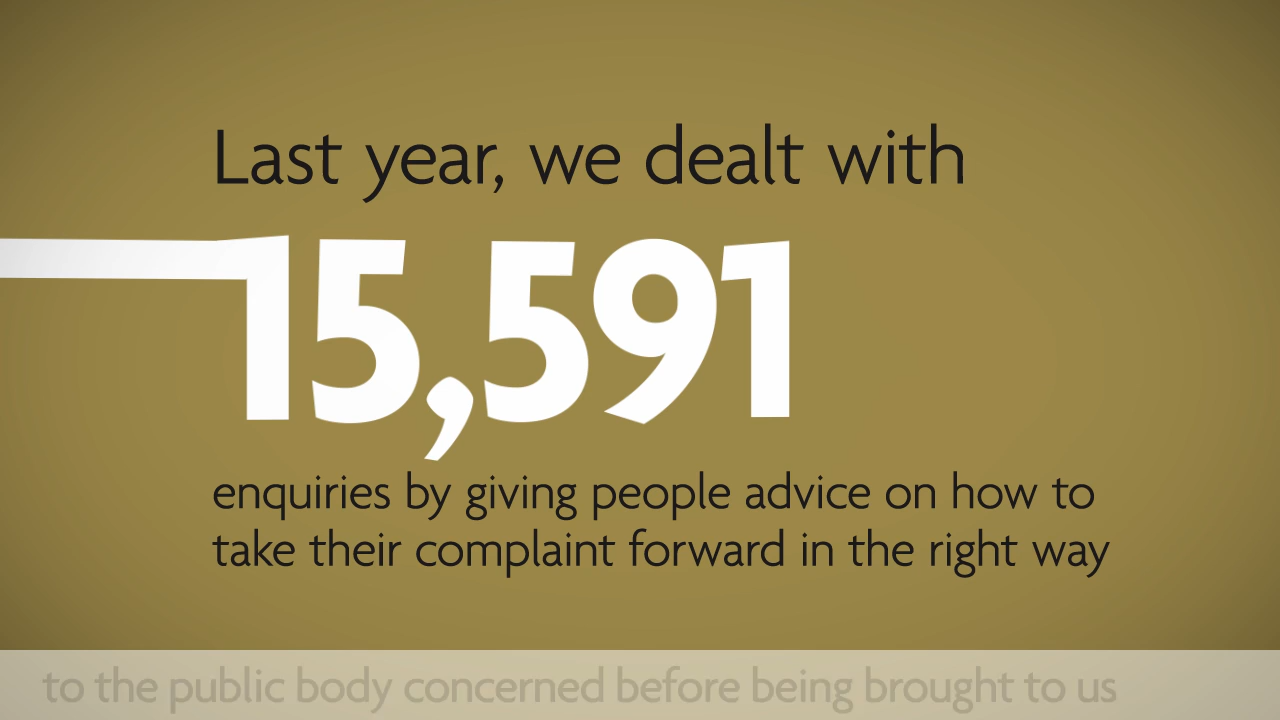 Last year, we dealt with
15,591
enquiries by giving people advice on how to
take their complaint forward in the right way
to the public body concerned before being brought to us